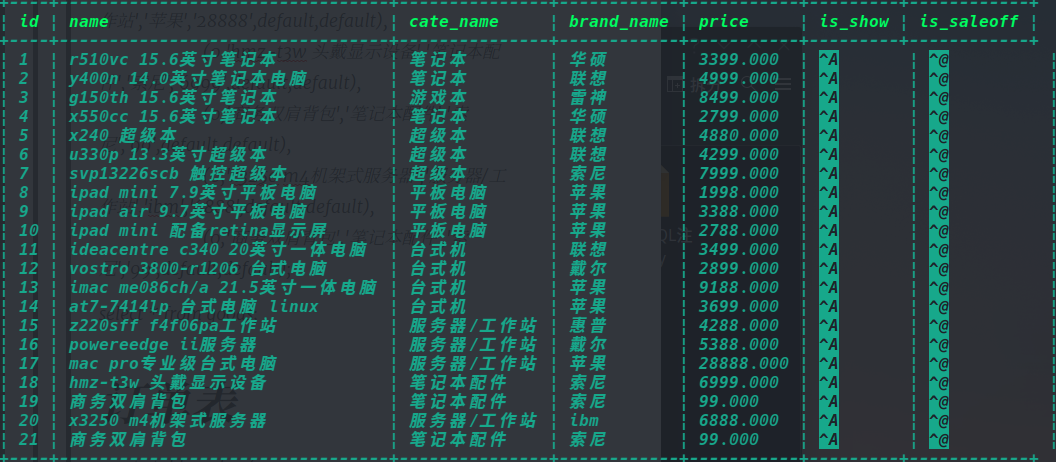 id name cate_name brand_name price is_show is_saleoff
1 r510vc 15.6英寸笔记本 笔记本 华硕 3399.000 ^A ^@
2 y400n 14.0英寸笔记本电脑 笔记本 联想 4999.000 ^A ^@
3 g150th 15.6英寸笔记本 游戏本 雷神 8499.000 ^A ^@
4 x550cc 15.6英寸笔记本 笔记本 华硕 2799.000 ^A ^@
5 x240 超级本 超级本 联想 4880.000 ^A ^@
6 u330p 13.3英寸超级本 超级本 联想 4299.000 ^A ^@
7 svp13226scb 触控超级本 超级本 索尼 7999.000 ^A ^@
8 ipad mini 7.9英寸平板电脑 平板电脑 苹果 1998.000 ^A ^@
9 ipad air 9.7英寸平板电脑 平板电脑 苹果 3388.000 ^A ^@
10 ipad mini 配备retina显示屏 平板电脑 苹果 2788.000 ^A ^@
11 ideacentre c340 20英寸一体电脑 台式机 联想 3499.000 ^A ^@
12 vostro 3800-r1206 台式电脑 台式机 戴尔 2899.000 ^A ^@
13 imac me086ch/a 21.5英寸一体电脑 台式机 苹果 9188.000 ^A ^@
14 at7-7414lp 台式电脑 linux 台式机 苹果 3699.000 ^A ^@
15 z220sff f4f06pa工作站 服务器/工作站 惠普 4288.000 ^A ^@
16 poweredge ii服务器 服务器/工作站 戴尔 5388.000 ^A ^@
17 mac pro专业级台式电脑 服务器/工作站 苹果 28888.000 ^A ^@
18 hmz-t3w 头戴显示设备 笔记本配件 索尼 6999.000 ^A ^@
19 商务双肩背包 笔记本配件 索尼 99.000 ^A ^@
20 x3250 m4机架式服务器 服务器/工作站 ibm 6888.000 ^A ^@
21 商务双肩背包 笔记本配件 索尼 99.000 ^A ^@